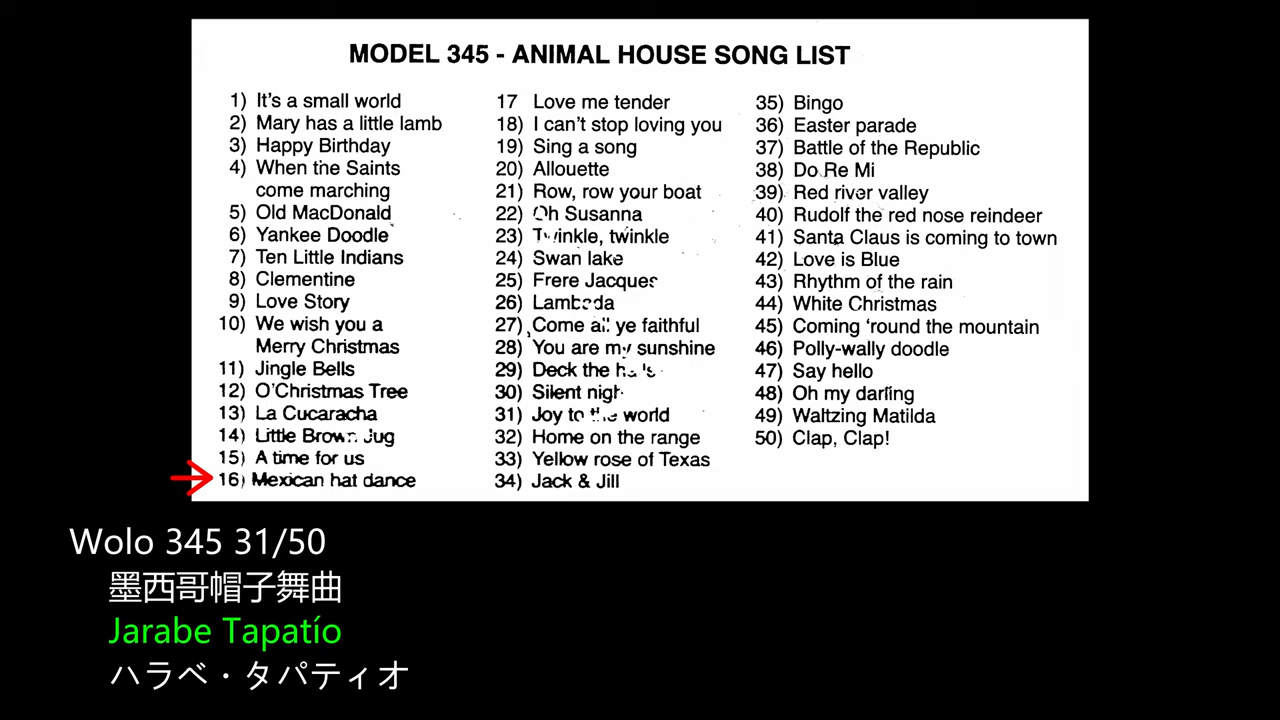 MODEL 345 - ANIMAL HOUSE SONG LIST
1) It's a small world
2) Mary has a little lamb
3) Happy Birthday
4) When the Saints
come marching
5) Old MacDonald
6) Yankee Doodle
7) Ten Little Indians
8) Clementine
9) Love Story
10) We wish you a
Merry Christmas
11) Jingle Bells
12) O'Christmas Tree
13) La Cucaracha
14) Little Brown Jug
15) A time for us
16) Mexican hat dance
17 Love me tender
18) I can't stop loving you
19) Sing a song
20) Allouette
21) Row, row your boat
22) Oh Susanna
23) Twinkle, twinkle
24) Swan lake
25) Frere Jacques
26) Lambada
27) Come all ye faithful
28) You are my sunshine
29) Deck the halls
30) Silent night
31) Joy to the world
32) Home on the range
33) Yellow rose of Texas
34) Jack & Jill
35) Bingo
36) Easter parade
37) Battle of the Republic
38) Do Re Mi
39) Red river valley
40) Rudolf the red nose reindeer
41) Santa Claus is coming to town
42) Love is Blue
43) Rhythm of the rain
44) White Christmas
45) Coming 'round the mountain
46) Polly-wally doodle
47) Say hello
48) Oh my darling
49) Waltzing Matilda
50) Clap, Clap!
Wolo 345 31/50
墨西哥帽子舞曲
Jarabe Tapatío
ハラベ・タパティオ